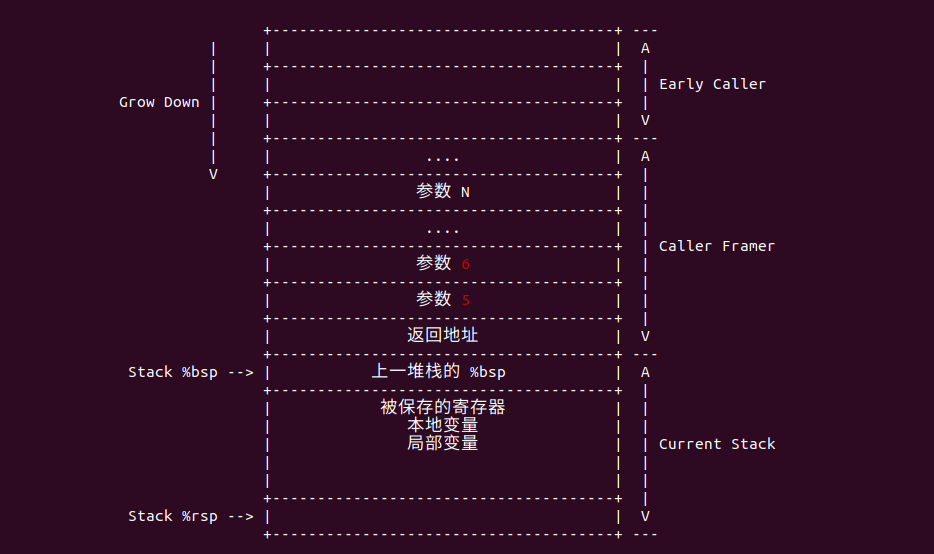 +--------------------------------------+ ---
| | | A
| +--------------------------------------+ |
| | | | Early Caller
Grow Down | +--------------------------------------+ |
| | | V
| +--------------------------------------+ ---
| | .... | A
V +--------------------------------------+ |
| 参数 N | |
+--------------------------------------+ |
| .... | |
+--------------------------------------+ | Caller Framer
| 参数 6 | |
+--------------------------------------+ |
| 参数 5 | |
+--------------------------------------+ |
| 返回地址 | V
+--------------------------------------+ ---
Stack %bsp --> | 上一堆栈的 %bsp | A
+--------------------------------------+ |
| 被保存的寄存器 | |
| 本地变量 | |
| 局部变量 | | Current Stack
| | |
| | |
+--------------------------------------+ |
Stack %rsp --> | | V
+--------------------------------------+ ---